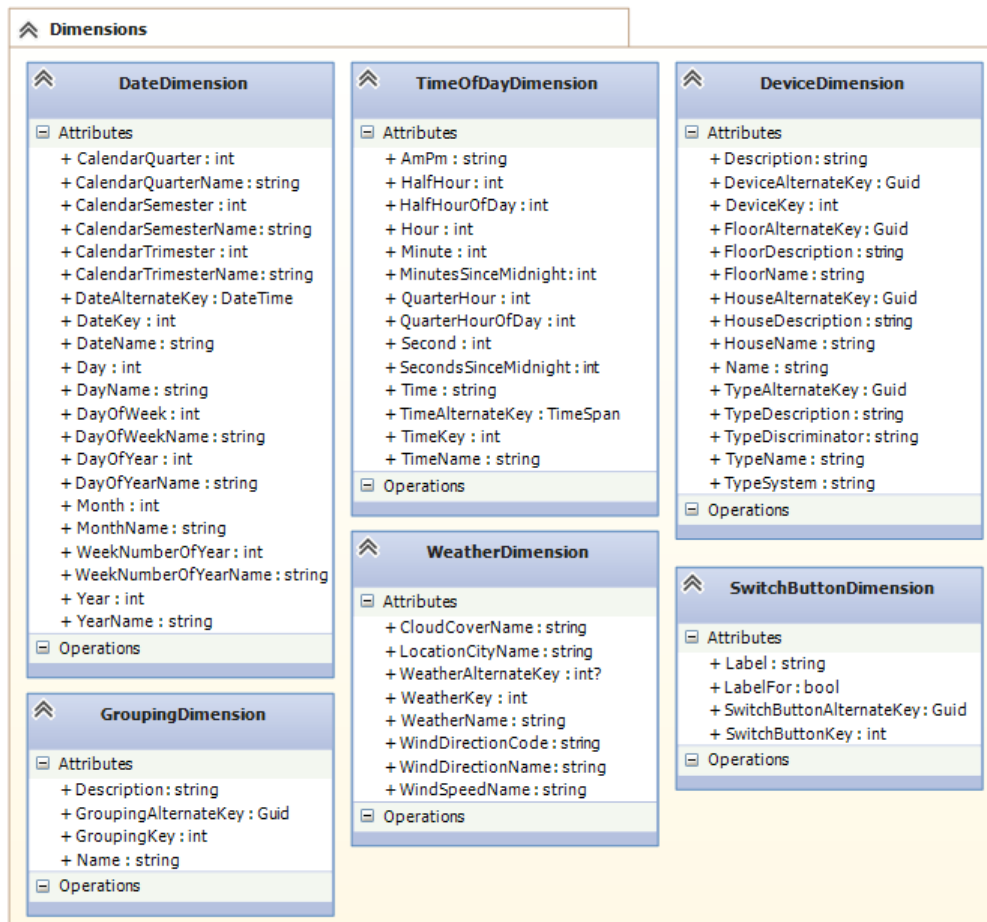 Dimensions
DateDimension
Attributes
+ CalendarQuarter : int
+ CalendarQuarterName : string
+ CalendarSemester : int
+ CalendarSemesterName : string
+ CalendarTrimester : int
+ CalendarTrimesterName : string
+ DateAlternateKey : DateTime
+ DateKey : int
+ DateName : string
+ Day : int
+ DayName : string
+ DayOfWeek : int
+ DayOfWeekName : string
+ DayOfYear : int
+ DayOfYearName : string
+ Month : int
+ MonthName : string
+ WeekNumberOfYear : int
+ WeekNumberOfYearName : string
+ Year : int
+ YearName : string
Operations
GroupingDimension
Attributes
+ Description : string
+ GroupingAlternateKey : Guid
+ GroupingKey : int
+ Name : string
Operations
TimeOfDayDimension
Attributes
+ AmPm : string
+ HalfHour : int
+ HalfHourOfDay : int
+ Hour : int
+ Minute : int
+ MinutesSinceMidnight : int
+ QuarterHour : int
+ QuarterHourOfDay : int
+ Second : int
+ SecondsSinceMidnight : int
+ Time : string
+ TimeAlternateKey : TimeSpan
+ TimeKey : int
+ TimeName : string
Operations
WeatherDimension
Attributes
+ CloudCoverName : string
+ LocationCityName : string
+ WeatherAlternateKey : int?
+ WeatherKey : int
+ WeatherName : string
+ WindDirectionCode : string
+ WindDirectionName : string
+ WindSpeedName : string
Operations
DeviceDimension
Attributes
+ Description : string
+ DeviceAlternateKey : Guid
+ DeviceKey : int
+ FloorAlternateKey : Guid
+ FloorDescription : string
+ FloorName : string
+ HouseAlternateKey : Guid
+ HouseDescription : string
+ HouseName : string
+ Name : string
+ TypeAlternateKey : Guid
+ TypeDescription : string
+ TypeDiscriminator : string
+ TypeName : string
+ TypeSystem : string
Operations
SwitchButtonDimension
Attributes
+ Label : string
+ LabelFor : bool
+ SwitchButtonAlternateKey : Guid
+ SwitchButtonKey : int
Operations